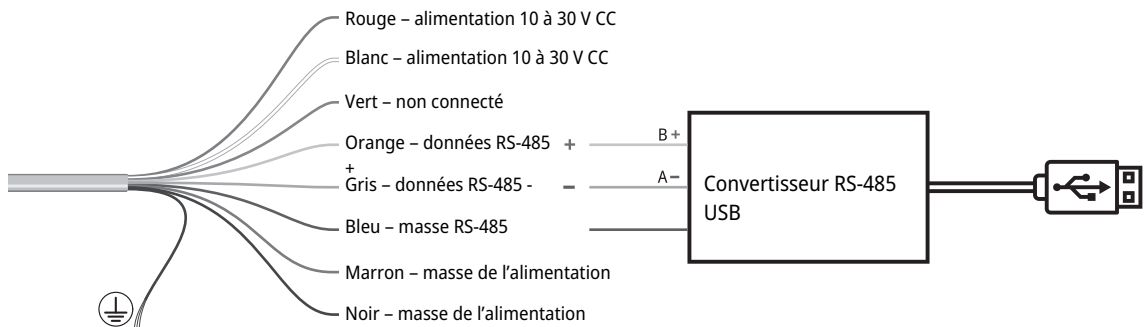 Rouge – alimentation 10 à 30 V CC
Blanc – alimentation 10 à 30 V CC
Vert – non connecté
Orange – données RS-485 +
+
Gris – données RS-485 - –
Bleu – masse RS-485
Marron – masse de l’alimentation
Noir – masse de l’alimentation
B +
A –
Convertisseur RS-485
USB